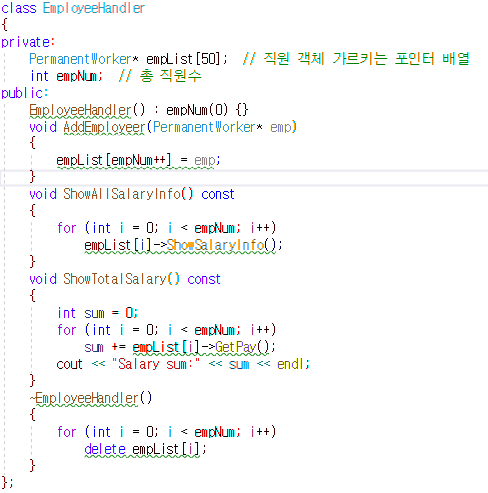 class EmployeeHandler
{
private:
    PermanentWorker* empList[50];  // 직원 객체 가르키는 포인터 배열
    int empNum;  // 총 직원수
public:
    EmployeeHandler() : empNum(0) {}
    void AddEmployeer(PermanentWorker* emp)
    {
        empList[empNum++] = emp;
    }
    void ShowAllSalaryInfo() const
    {
        for (int i = 0; i < empNum; i++)
            empList[i]->ShowSalaryInfo();
    }
    void ShowTotalSalary() const
    {
        int sum = 0;
        for (int i = 0; i < empNum; i++)
            sum += empList[i]->GetPay();
        cout << "Salary sum:" << sum << endl;
    }
    ~EmployeeHandler()
    {
        for (int i = 0; i < empNum; i++)
            delete empList[i];
    }
};